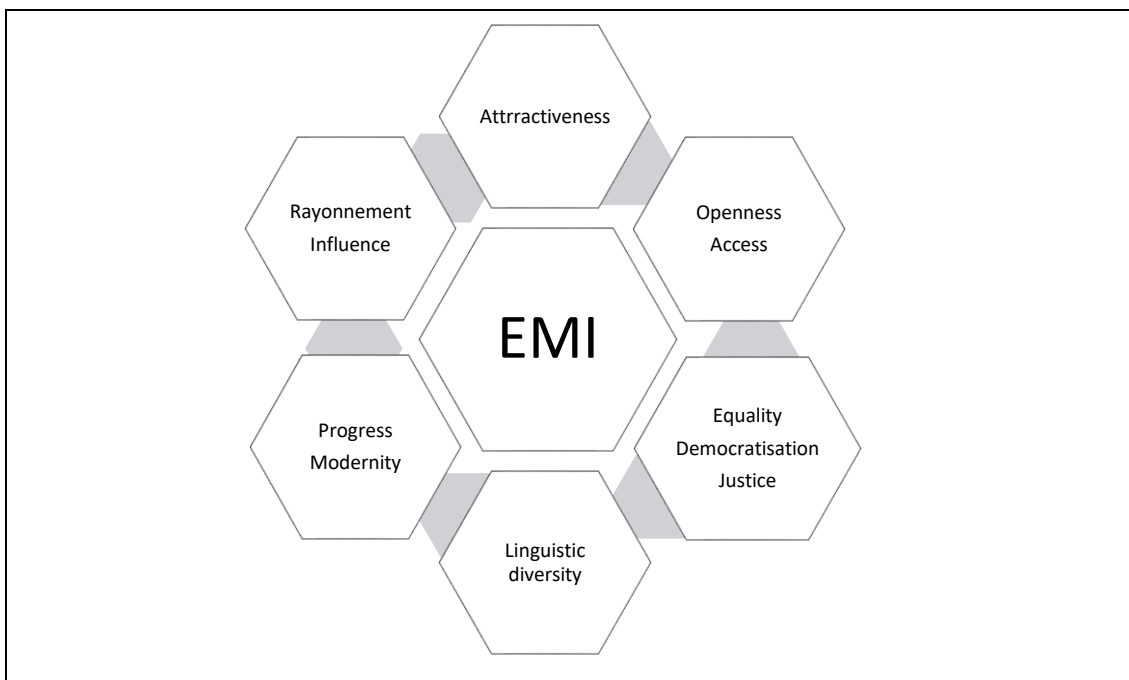 Attrractiveness
Rayonnement
Influence
Openness
Access
EMI
Progress
Modernity
Equality
Democratisation
Justice
Linguistic
diversity